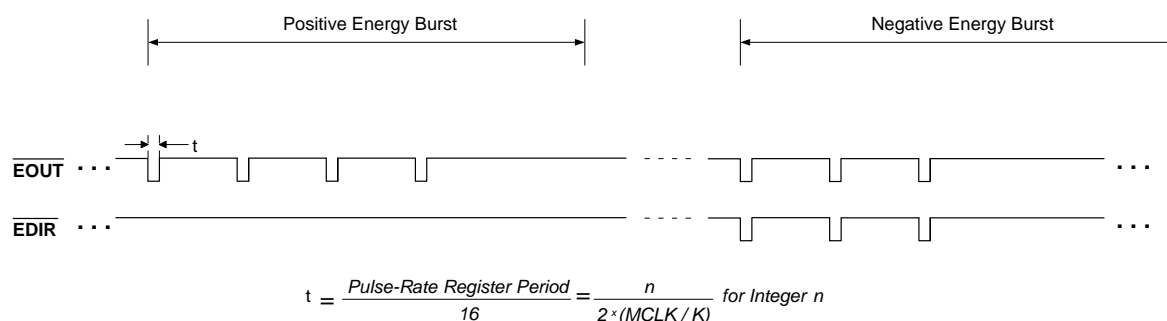 Positive Energy Burst Negative Energy Burst
t
EOUT ... ...
EDIR ... ...
t = Pulse-Rate Register Period / 16 = n / 2 x (MCLK / K) for Integer n